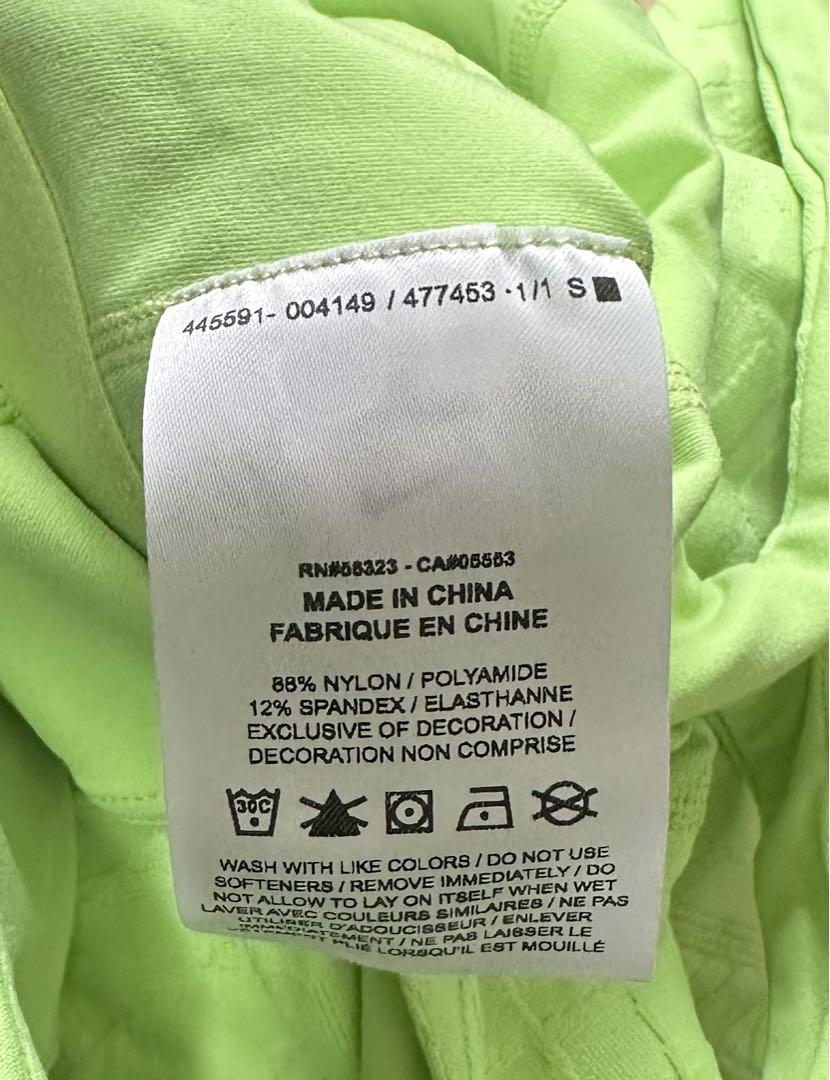 445591- 004149 / 477453 ·1/1 S
RN#56323 - CA#05553
MADE IN CHINA
FABRIQUE EN CHINE
88% NYLON / POLYAMIDE
12% SPANDEX / ELASTHANNE
EXCLUSIVE OF DECORATION /
DECORATION NON COMPRISE
30C
WASH WITH LIKE COLORS / DO NOT USE
SOFTENERS / REMOVE IMMEDIATELY / DO
NOT ALLOW TO LAY ON ITSELF WHEN WET
LAVER AVEC COULEURS SIMILAIRES / NE PAS
UTILISER D'ADOUCISSEUR / ENLEVER
IMMEDIATEMENT / NE PAS LAISSER LE
VETEMENT PLIÉ LORSQU'IL EST MOUILLÉ